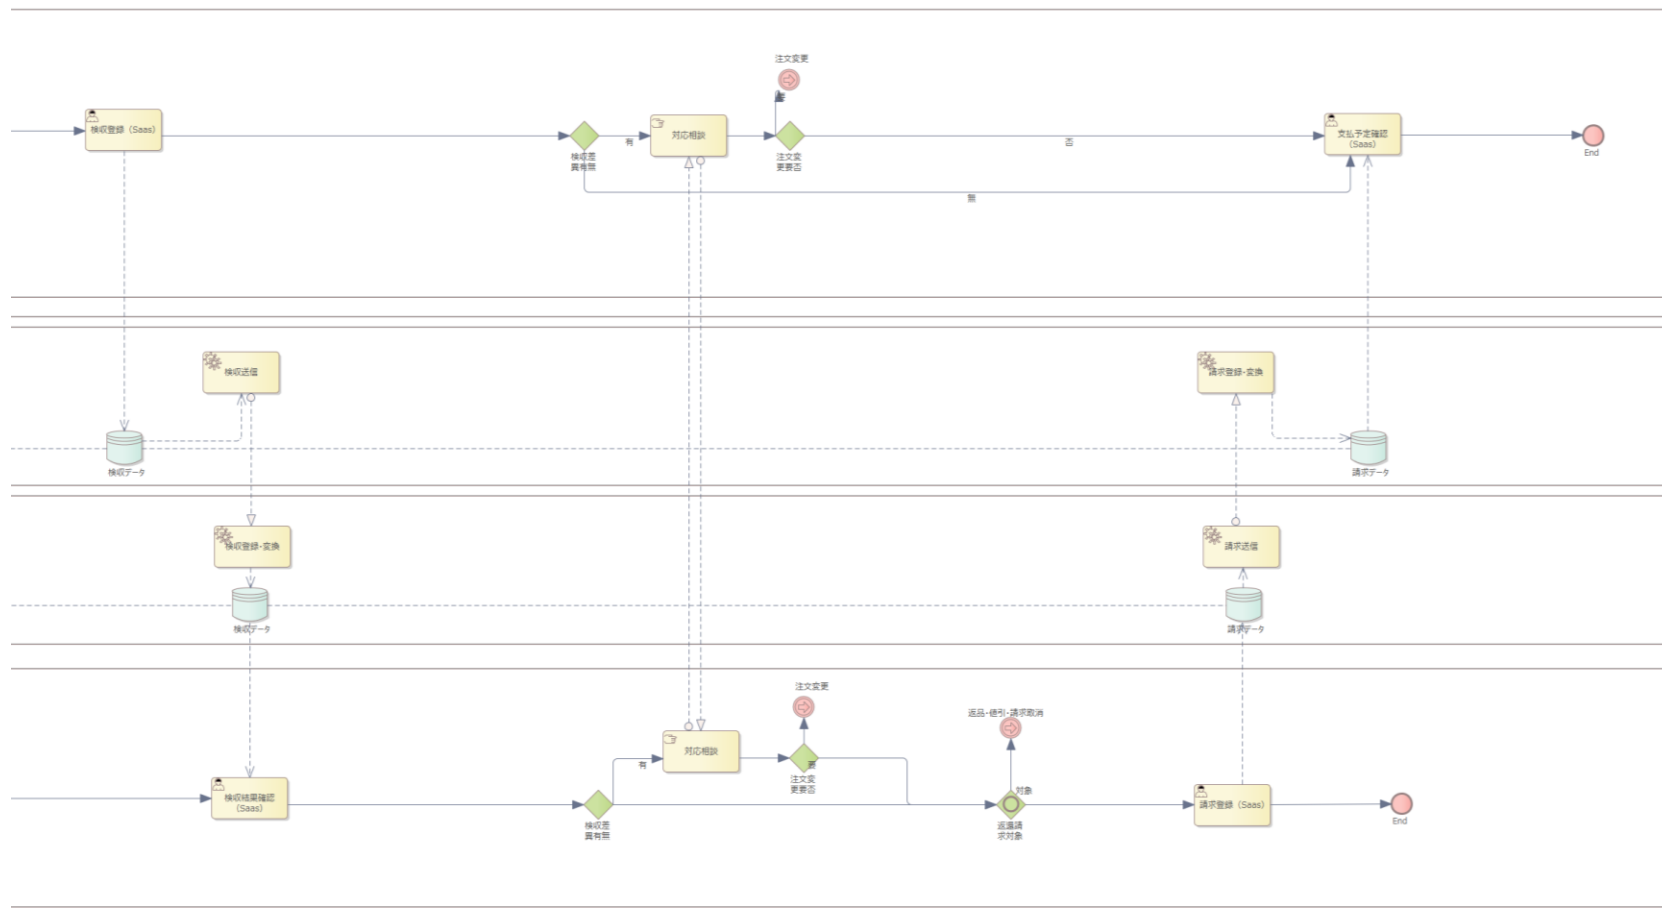 注文変更
検収登録（Saas）
有
対応相談
否
支払予定確認
（Saas）
検収差
異有無
注文変
更要否
End
無
検収送信
請求登録・変換
検収データ
請求データ
検収登録・変換
請求送信
検収データ
請求データ
注文変更
返品・値引・請求取消
対応相談
有
要
注文変
更要否
対象
検収結果確認
（Saas）
請求登録（Saas）
検収差
異有無
返還請
求対象
End